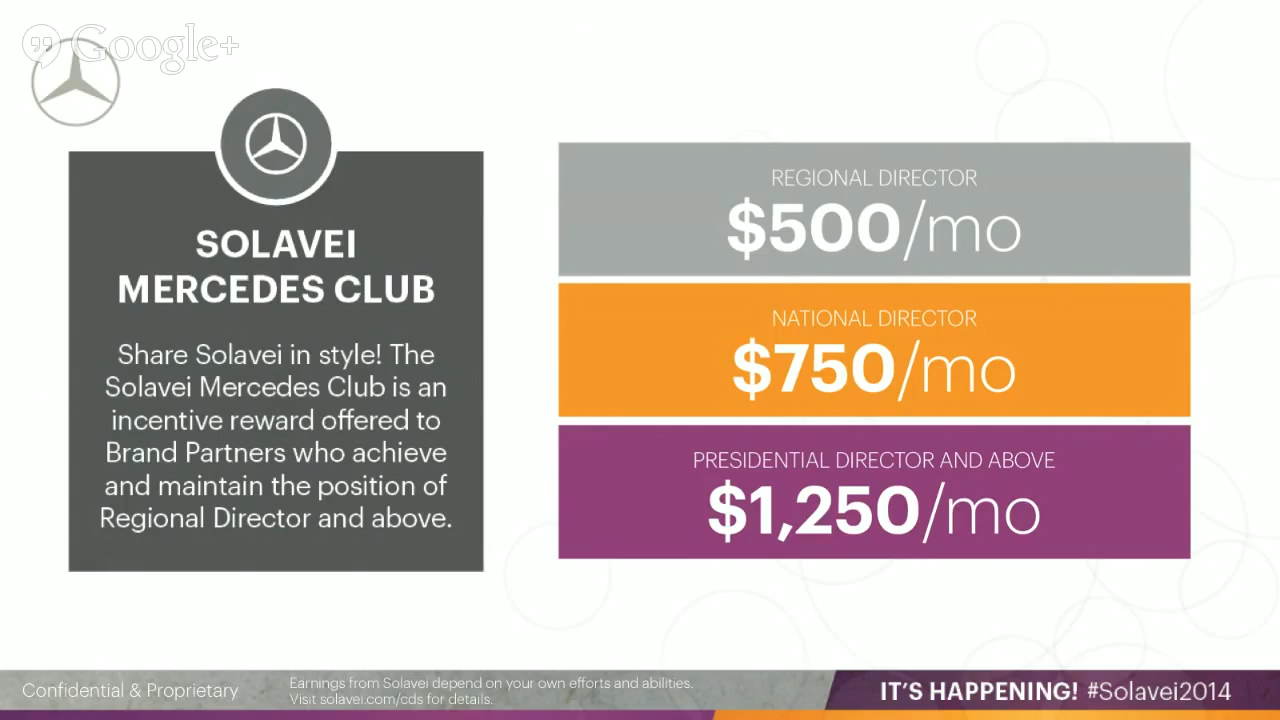 Google+
SOLAVEI
MERCEDES CLUB
Share Solavei in style! The
Solavei Mercedes Club is an
incentive reward offered to
Brand Partners who achieve
and maintain the position of
Regional Director and above.
REGIONAL DIRECTOR
$500/mo
NATIONAL DIRECTOR
$750/mo
PRESIDENTIAL DIRECTOR AND ABOVE
$1,250/mo
Confidential & Proprietary
Earnings from Solavei depend on your own efforts and abilities.
Visit solavei.com/cds for details.
IT'S HAPPENING! #Solavei2014